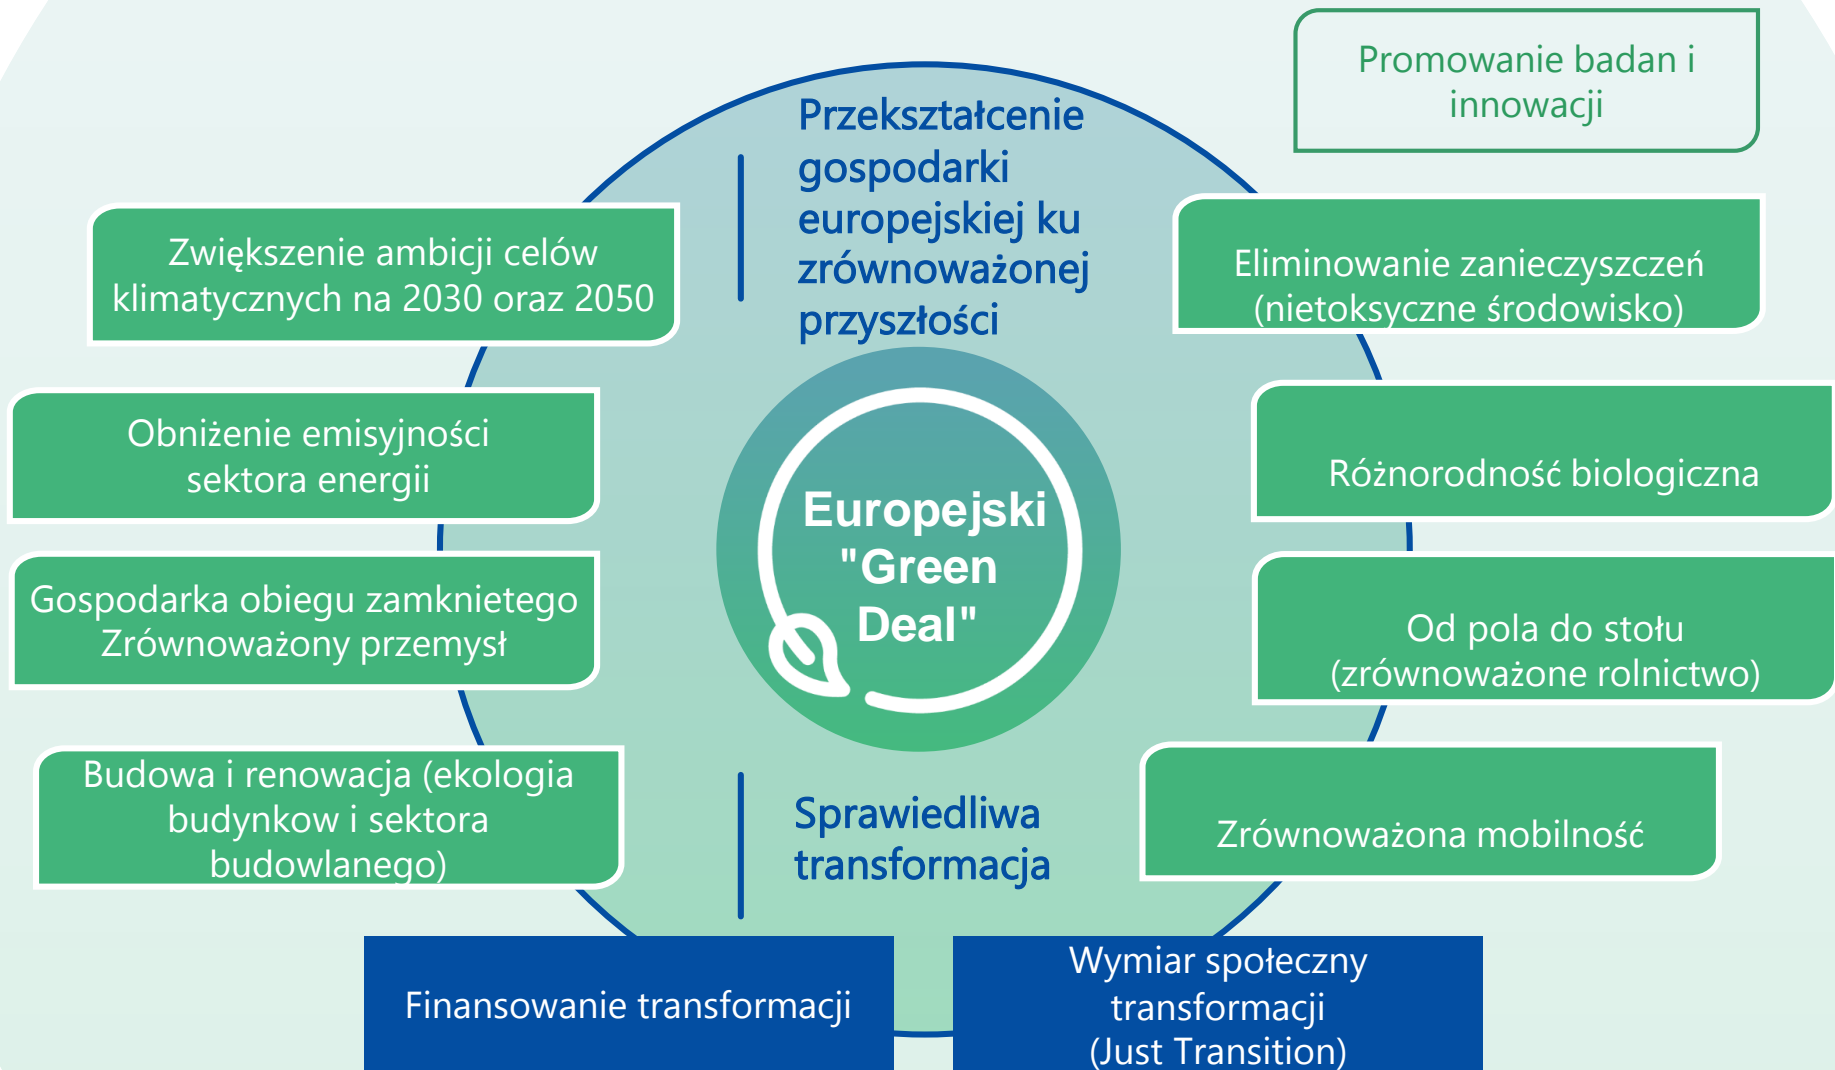 Promowanie badan i
innowacji
Przekształcenie
gospodarki
europejskiej ku
zrównoważonej
przyszłości
Zwiększenie ambicji celów
klimatycznych na 2030 oraz 2050
Eliminowanie zanieczyszczeń
(nietoksyczne środowisko)
Obniżenie emisyjności
sektora energii
Różnorodność biologiczna
Europejski
"Green
Deal"
Gospodarka obiegu zamknietego
Zrównoważony przemysł
Od pola do stołu
(zrównoważone rolnictwo)
Budowa i renowacja (ekologia
budynkow i sektora
budowlanego)
Sprawiedliwa
transformacja
Zrównoważona mobilność
Finansowanie transformacji
Wymiar społeczny
transformacji
(Just Transition)